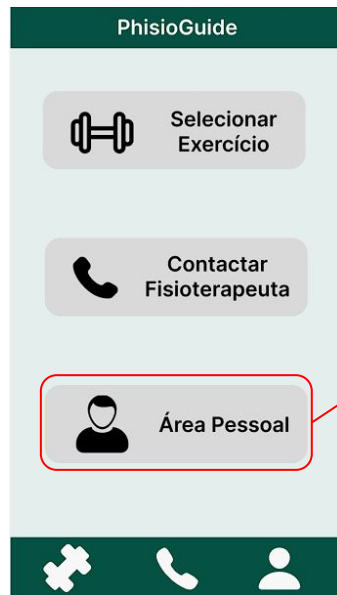 PhisioGuide
Selecionar
Exercício
Contactar
Fisioterapeuta
Área Pessoal